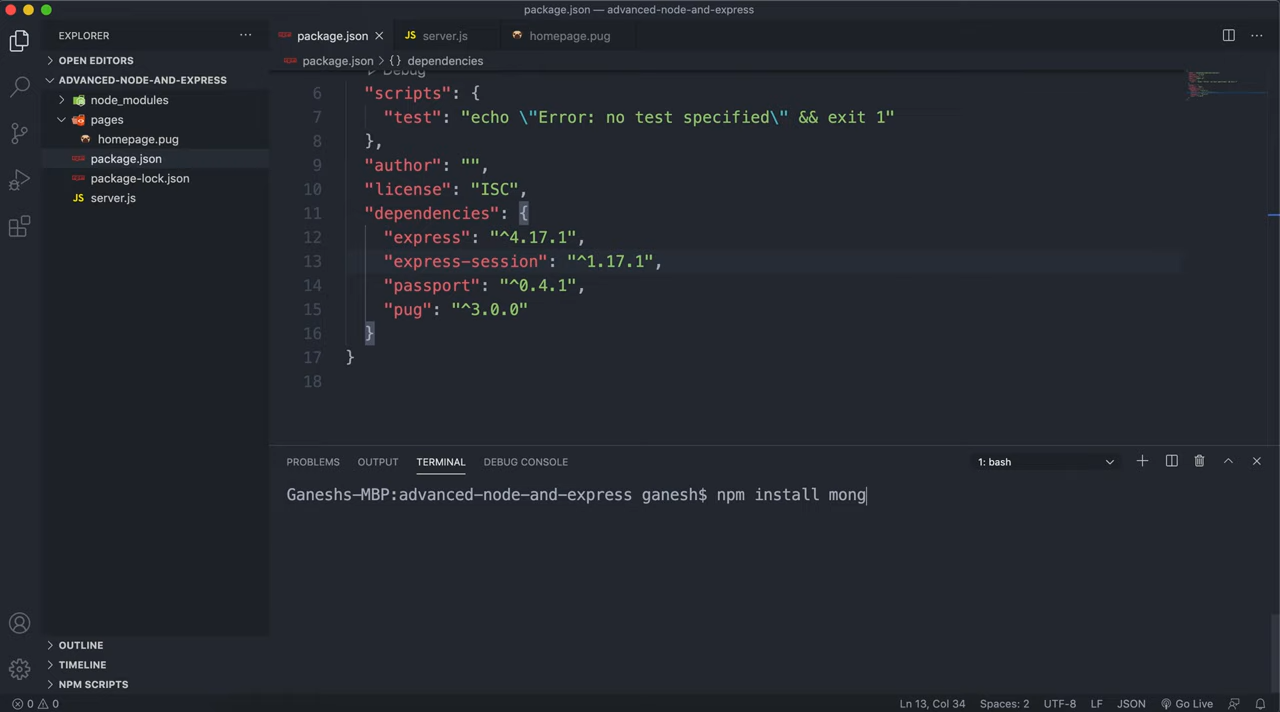 package.json — advanced-node-and-express
EXPLORER
package.json
server.js
homepage.pug
OPEN EDITORS
package.json > {} dependencies
ADVANCED-NODE-AND-EXPRESS
node_modules
pages
homepage.pug
package.json
package-lock.json
server.js
Debug
6 "scripts": {
7 "test": "echo \"Error: no test specified\" && exit 1"
8 },
9 "author": "",
10 "license": "ISC",
11 "dependencies": {
12 "express": "^4.17.1",
13 "express-session": "^1.17.1",
14 "passport": "^0.4.1",
15 "pug": "^3.0.0"
16 }
17 }
18
PROBLEMS OUTPUT TERMINAL DEBUG CONSOLE
1: bash
Ganeshs-MBP:advanced-node-and-express ganesh$ npm install mong
OUTLINE
TIMELINE
NPM SCRIPTS
0 0
Ln 13, Col 34 Spaces: 2 UTF-8 LF JSON Go Live